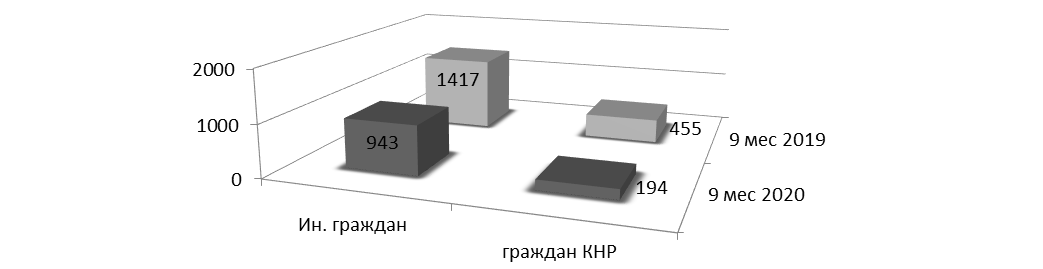 2000
1417
1000
943
455
9 мес 2019
0
194
9 мес 2020
Ин. граждан
граждан КНР